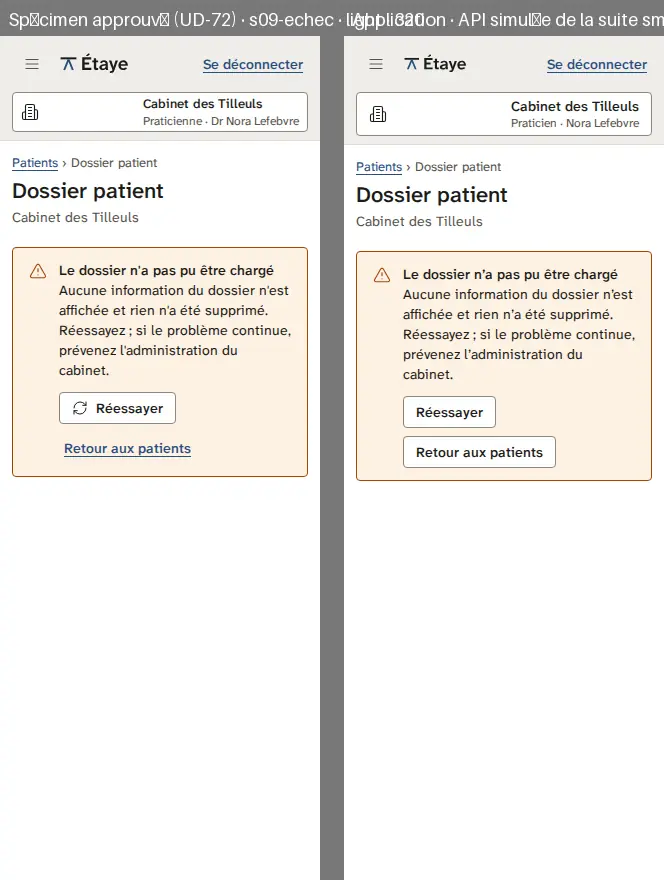 Sp□cimen approuv□ (UD-72) · s09-echec · light · 320
Application · API simul□e de la suite sm
Étaye
Se déconnecter
Cabinet des Tilleuls
Praticienne · Dr Nora Lefebvre
Patients › Dossier patient
Dossier patient
Cabinet des Tilleuls
Le dossier n'a pas pu être chargé
Aucune information du dossier n'est
affichée et rien n'a été supprimé.
Réessayez ; si le problème continue,
prévenez l'administration du
cabinet.
Réessayer
Retour aux patients
Étaye
Se déconnecter
Cabinet des Tilleuls
Praticien · Nora Lefebvre
Patients › Dossier patient
Dossier patient
Cabinet des Tilleuls
Le dossier n’a pas pu être chargé
Aucune information du dossier n’est
affichée et rien n’a été supprimé.
Réessayez ; si le problème continue,
prévenez l’administration du
cabinet.
Réessayer
Retour aux patients